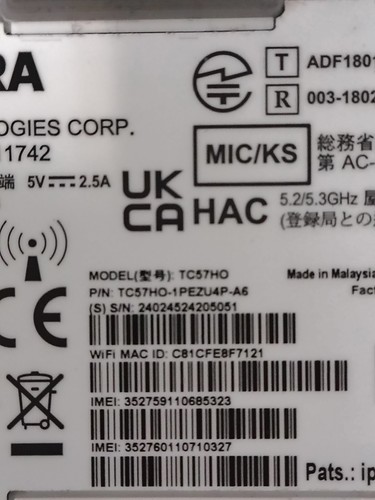 RA
T ADF1801
R 003-1802
OGIES CORP.
11742
MIC/KS
総務省
第 AC-
端 5V 2.5A
UK
CA
HAC
5.2/5.3GHz 屋
(登録局との
MODEL(型号): TC57HO
Made in Malaysia
P/N: TC57HO-1PEZU4P-A6
Fact
(S) S/N: 24024524205051
CE
WiFi MAC ID: C81CFE8F7121
IMEI: 352759110685323
IMEI: 352760110710327
Pats.: ip